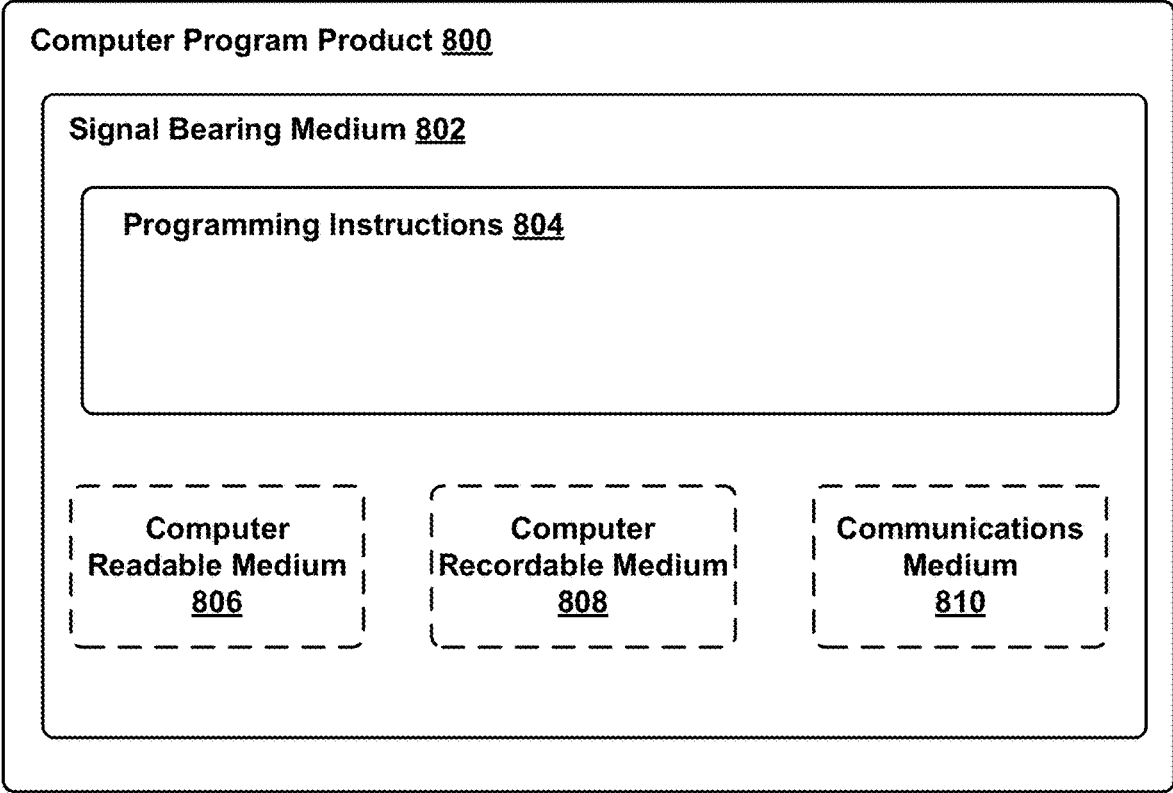 Computer Program Product 800
Signal Bearing Medium 802
Programming Instructions 804
Computer
Readable Medium
806
Computer
Recordable Medium
808
Communications
Medium
810